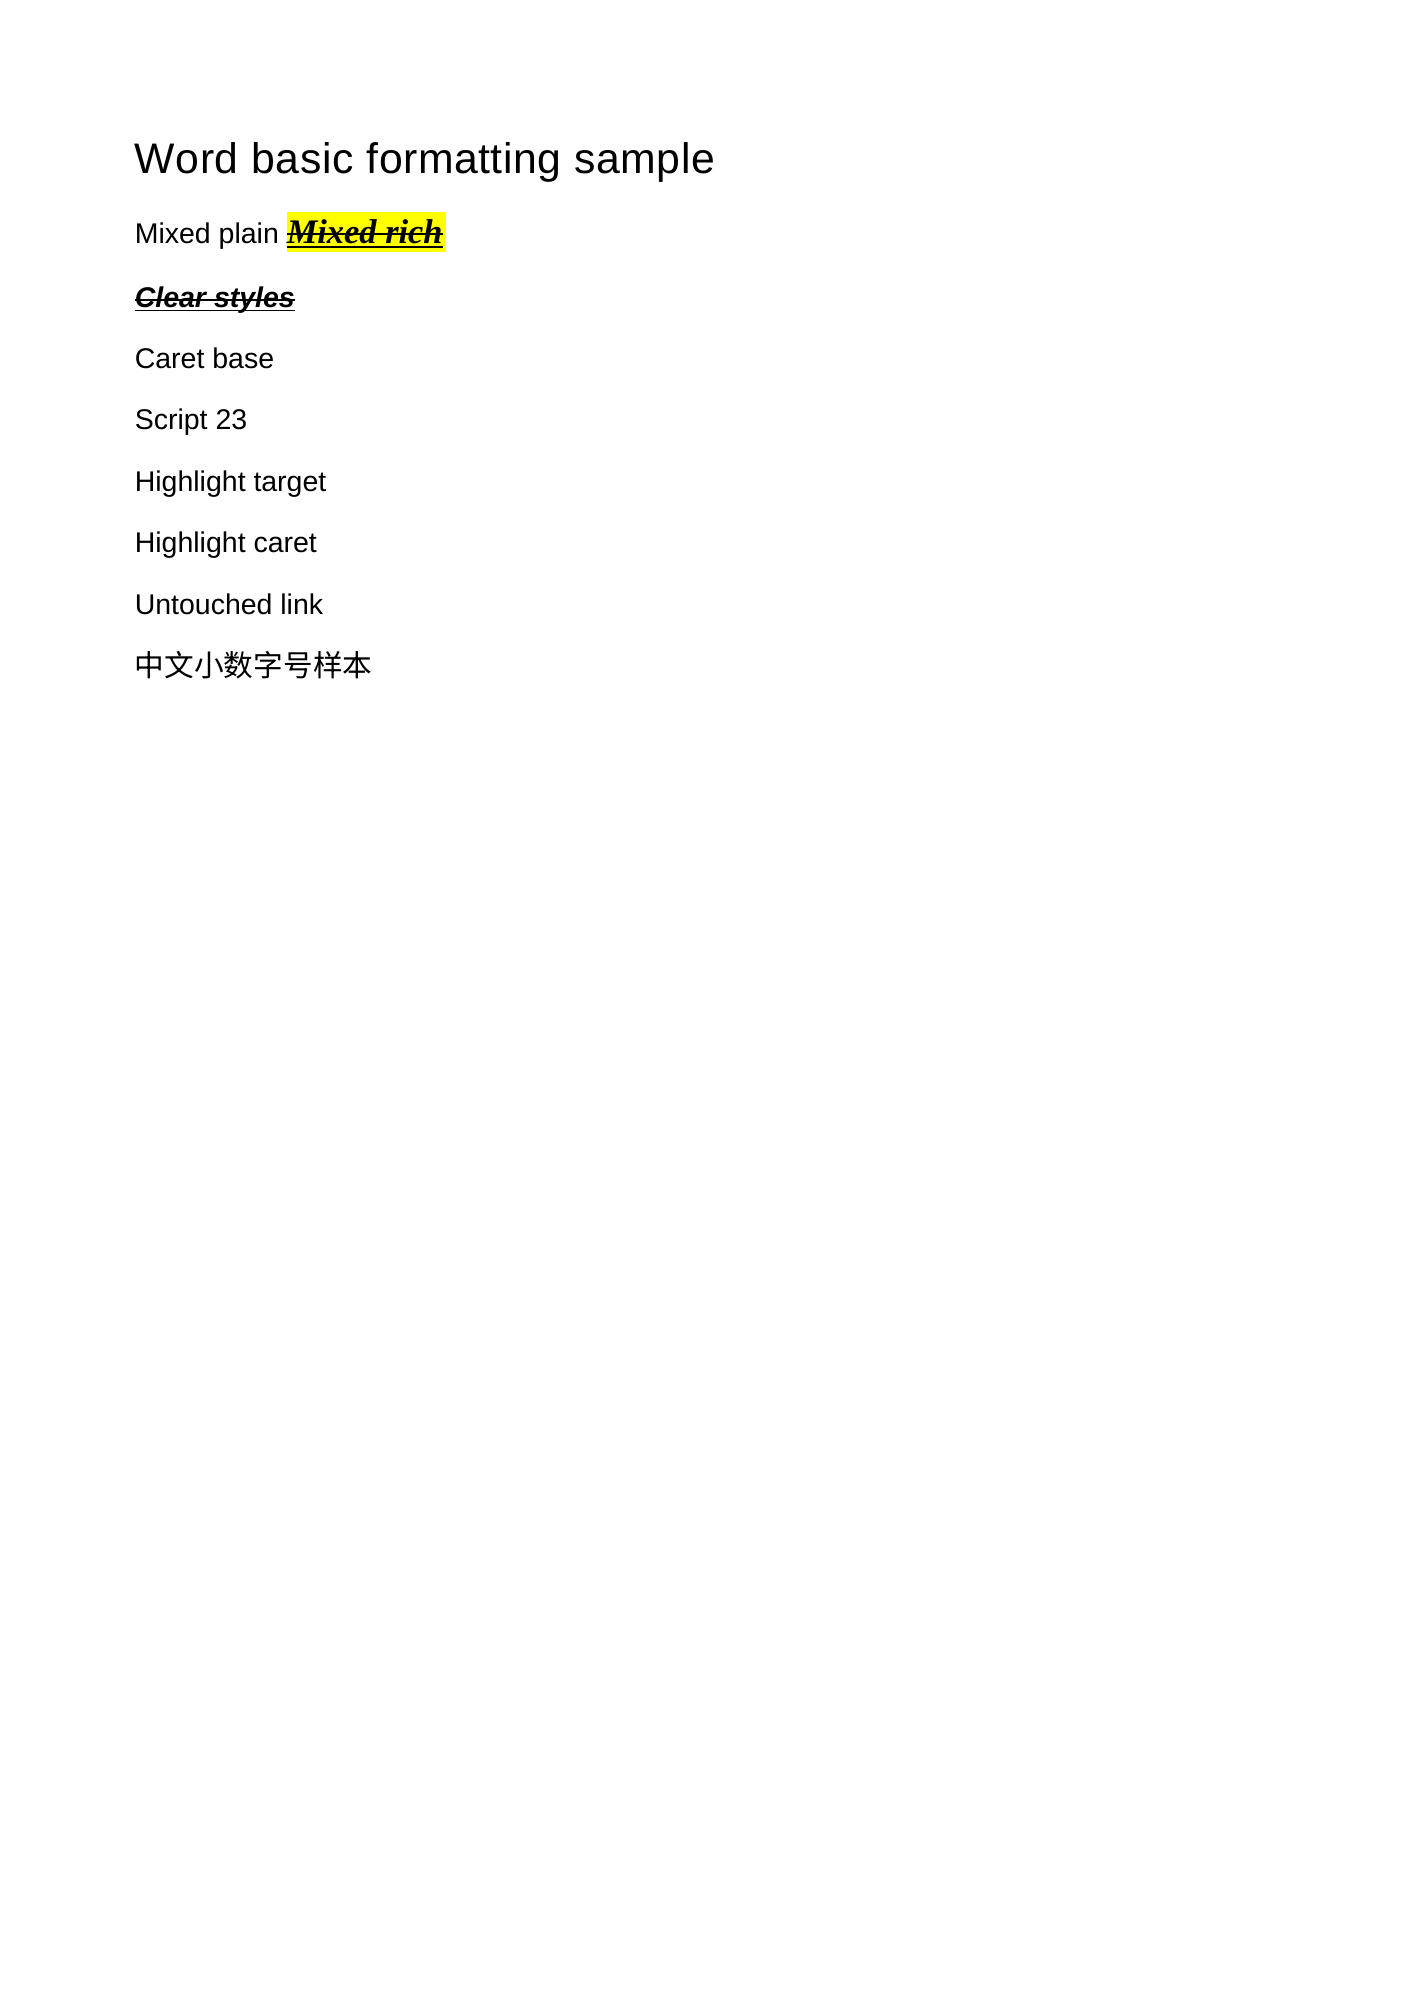 Word basic formatting sample
Mixed plain Mixed rich
Clear styles
Caret base
Script 23
Highlight target
Highlight caret
Untouched link
中文小数字号样本